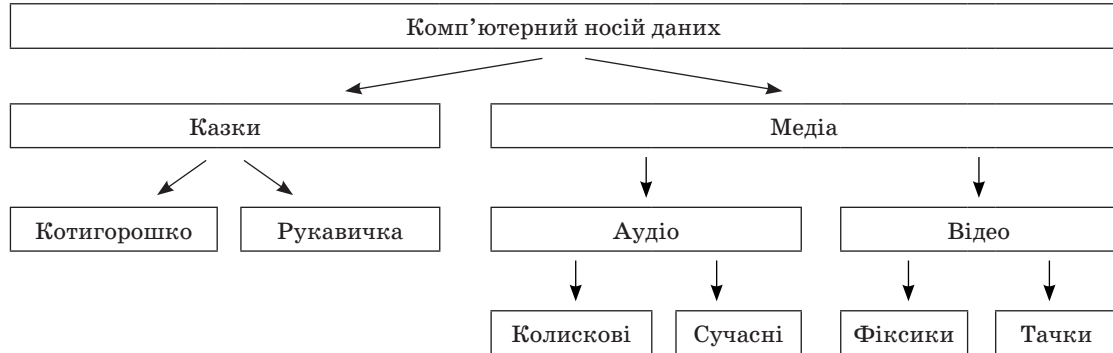 Комп’ютерний носій даних
Казки
Медіа
Котигорошко
Рукавичка
Аудіо
Відео
Колискові
Сучасні
Фіксики
Тачки